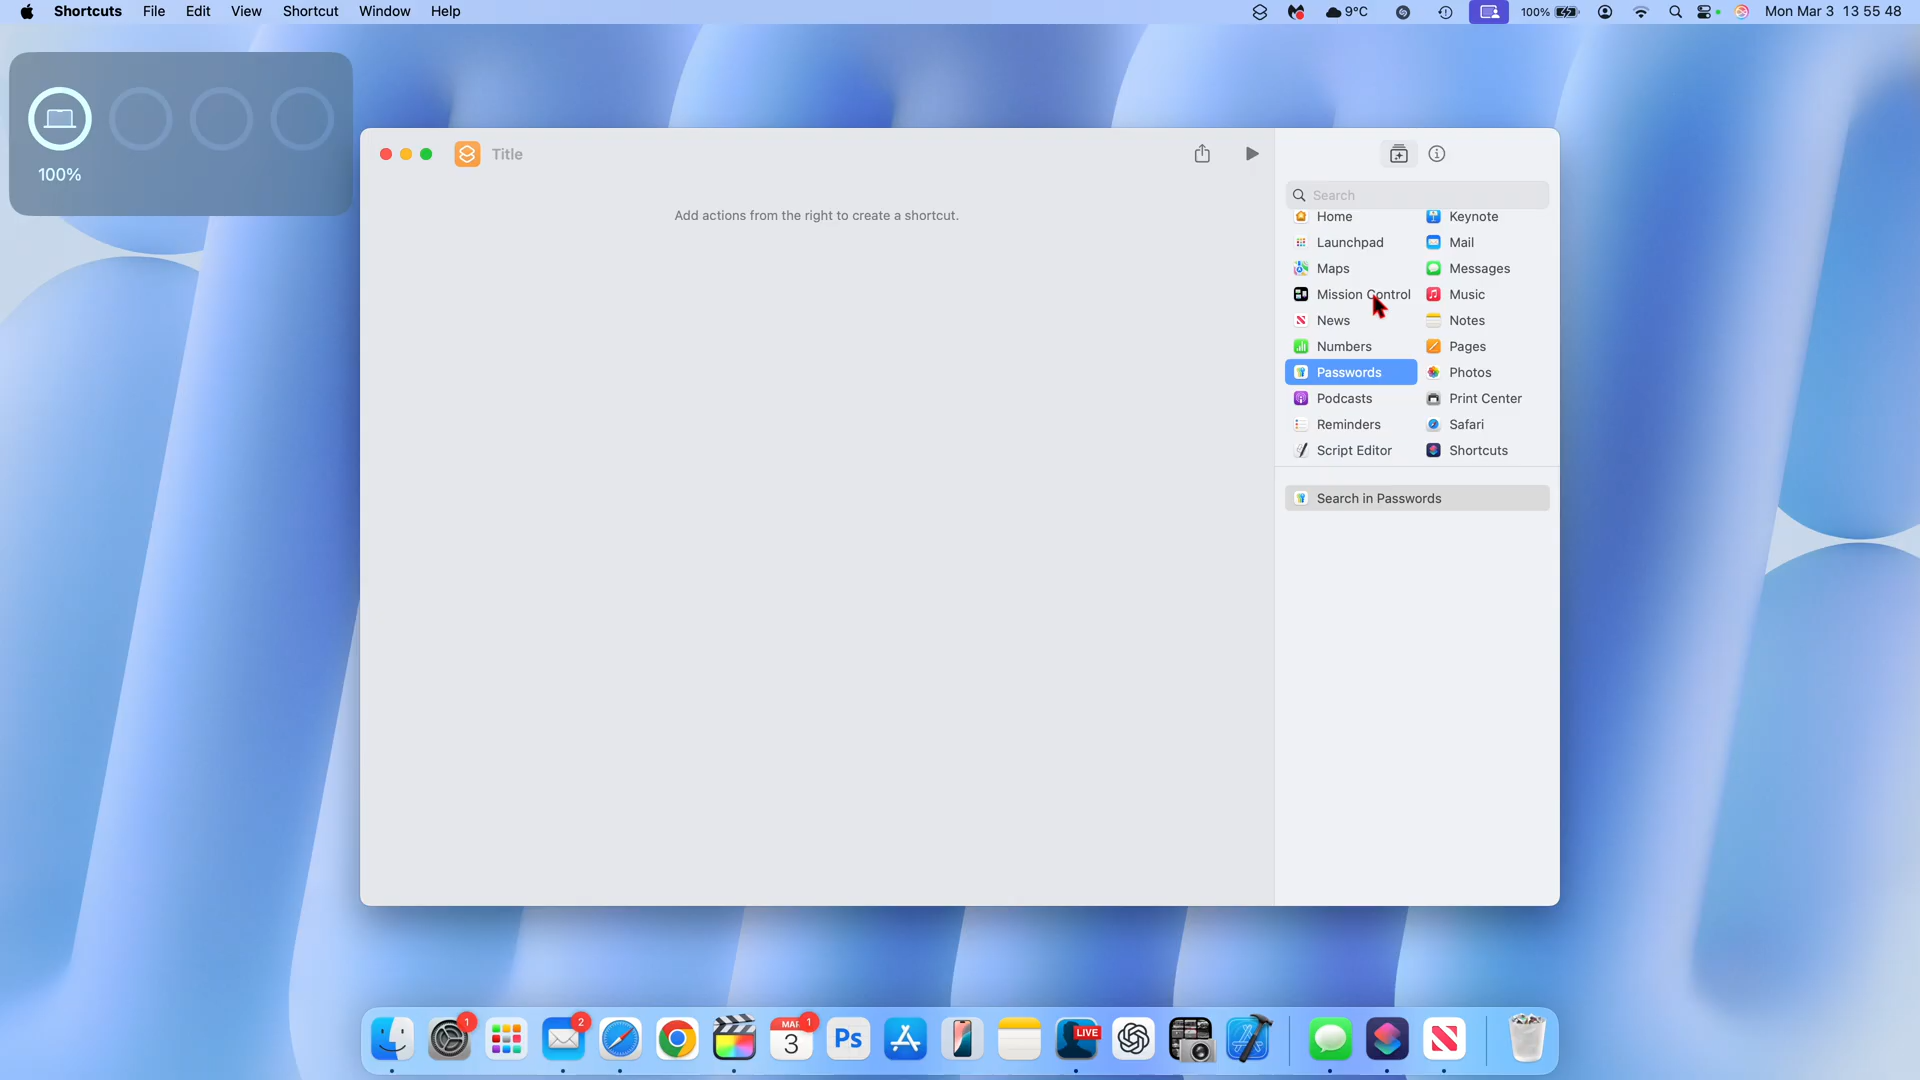 Shortcuts File Edit View Shortcut Window Help 9°C 100% Mon Mar 3 13 55 48
100%
Title
Add actions from the right to create a shortcut.
Search
Home Keynote
Launchpad Mail
Maps Messages
Mission Control Music
News Notes
Numbers Pages
Passwords Photos
Podcasts Print Center
Reminders Safari
Script Editor Shortcuts
Search in Passwords
1 2 MAR 1
3 Ps LIVE